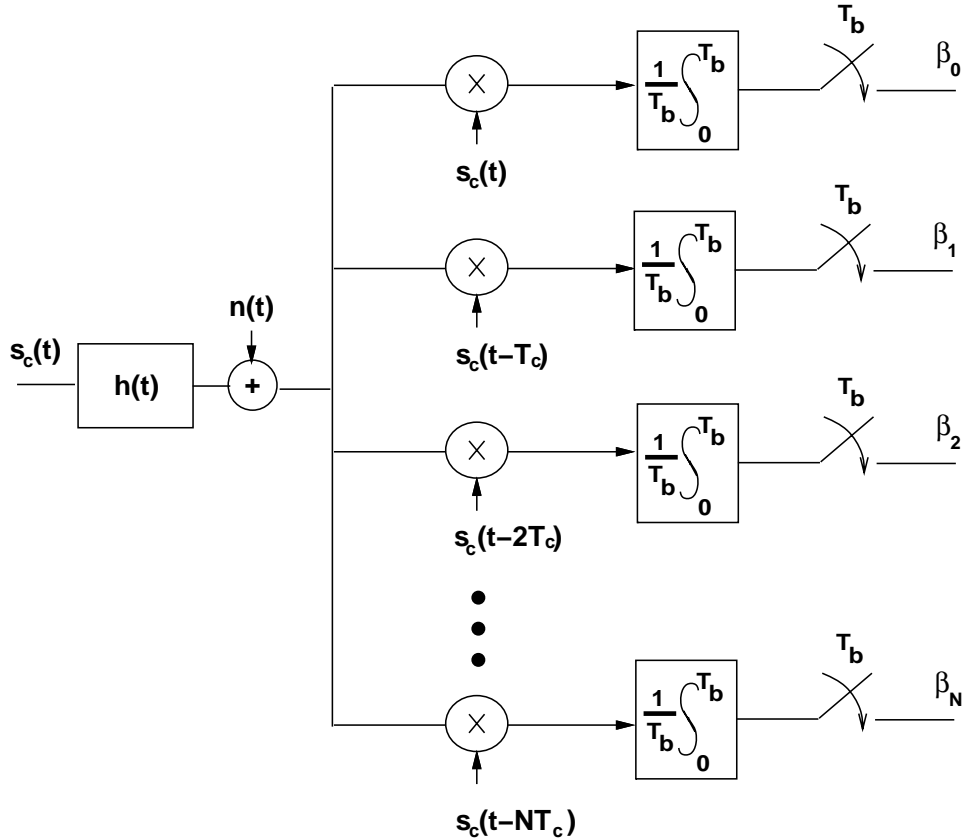 T_b
β_0
× 1/T_b ∫_0^T_b
s_c(t)
T_b
β_1
× 1/T_b ∫_0^T_b
n(t)
s_c(t–T_c)
s_c(t)
h(t) +
T_b
β_2
× 1/T_b ∫_0^T_b
s_c(t–2T_c)
T_b
β_N
× 1/T_b ∫_0^T_b
s_c(t–NT_c)